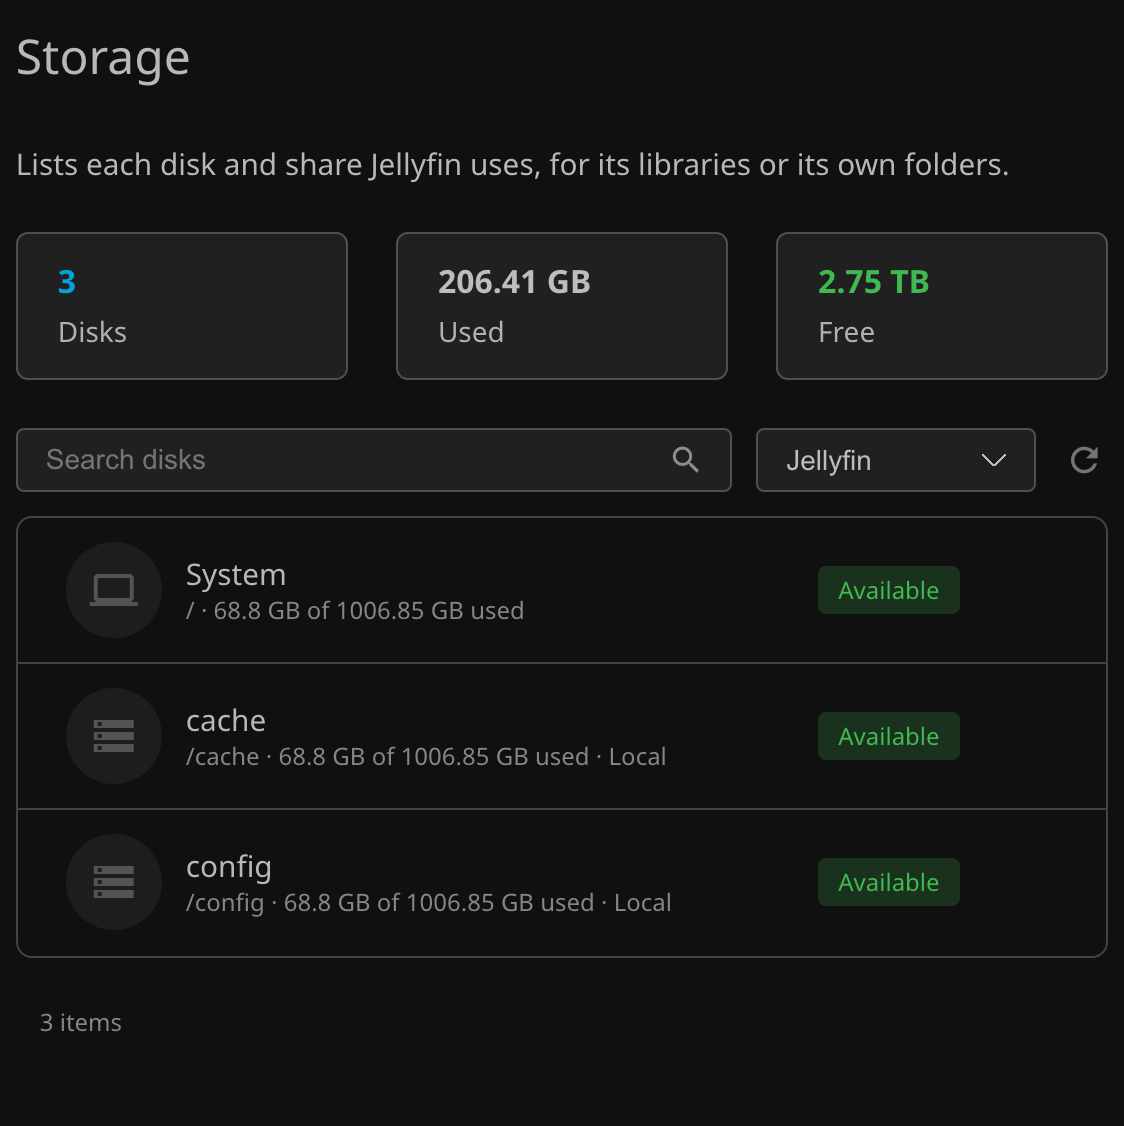 Storage
Lists each disk and share Jellyfin uses, for its libraries or its own folders.
3
Disks
206.41 GB
Used
2.75 TB
Free
Search disks
Jellyfin
System
/ · 68.8 GB of 1006.85 GB used
Available
cache
/cache · 68.8 GB of 1006.85 GB used · Local
Available
config
/config · 68.8 GB of 1006.85 GB used · Local
Available
3 items